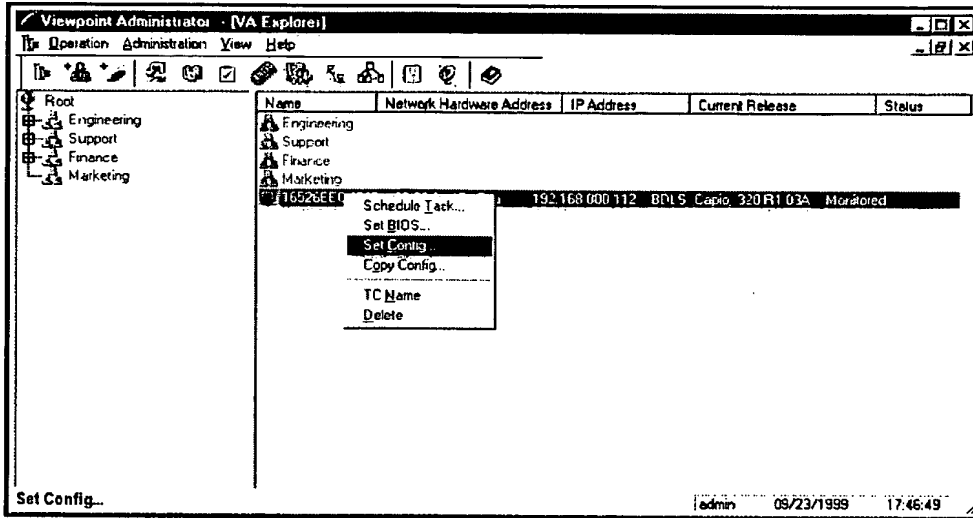 Viewpoint Administrator - [VA Explorer]
Operation Administration View Help
Root
Engineering
Support
Finance
Marketing
Name Network Hardware Address IP Address Current Release Status
Engineering
Support
Finance
Marketing
16526EE0 192.168.000.112 BDLS, Capio, 320 R1.03A Monitored
Schedule Task...
Set BIOS...
Set Config...
Copy Config...
TC Name
Delete
Set Config...
admin 09/23/1999 17:46:49